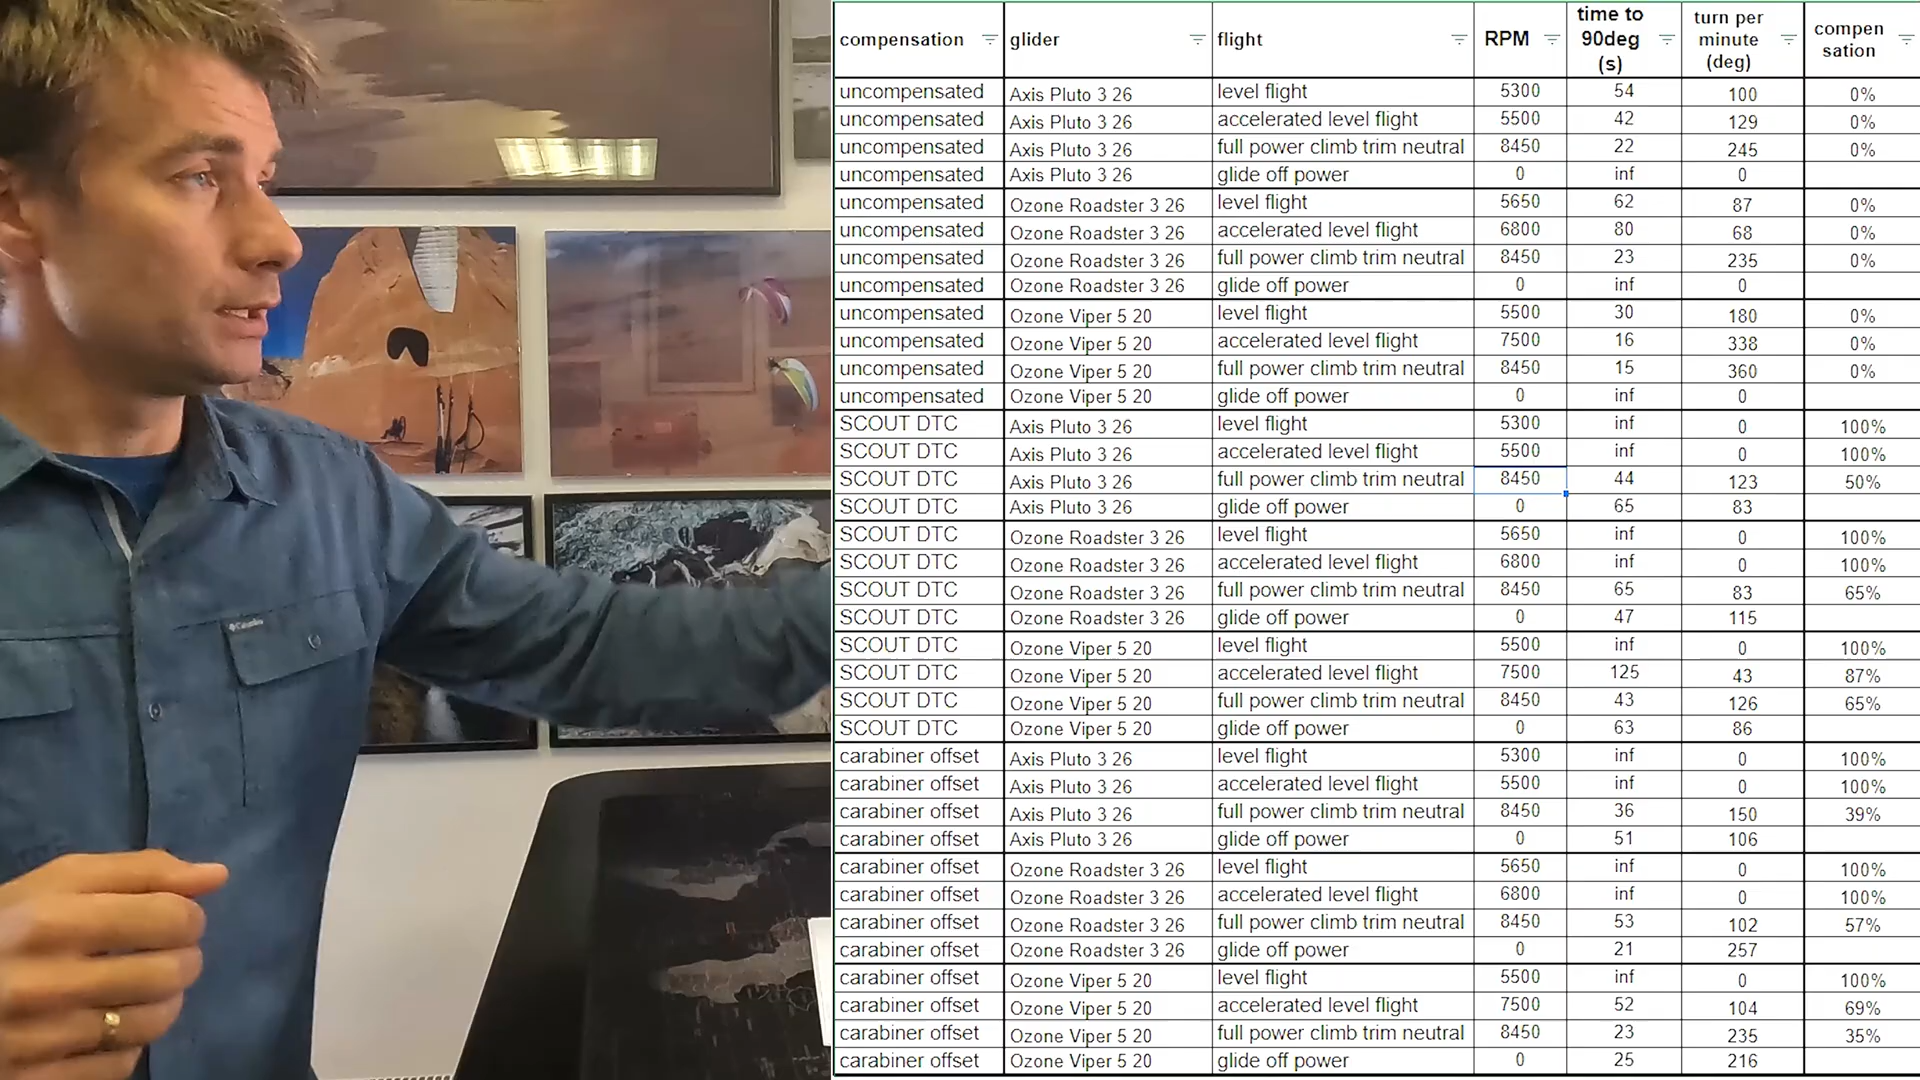 compensation glider flight RPM time to 90deg (s) turn per minute (deg) compen sation
uncompensated Axis Pluto 3 26 level flight 5300 54 100 0%
uncompensated Axis Pluto 3 26 accelerated level flight 5500 42 129 0%
uncompensated Axis Pluto 3 26 full power climb trim neutral 8450 22 245 0%
uncompensated Axis Pluto 3 26 glide off power 0 inf 0
uncompensated Ozone Roadster 3 26 level flight 5650 62 87 0%
uncompensated Ozone Roadster 3 26 accelerated level flight 6800 80 68 0%
uncompensated Ozone Roadster 3 26 full power climb trim neutral 8450 23 235 0%
uncompensated Ozone Roadster 3 26 glide off power 0 inf 0
uncompensated Ozone Viper 5 20 level flight 5500 30 180 0%
uncompensated Ozone Viper 5 20 accelerated level flight 7500 16 338 0%
uncompensated Ozone Viper 5 20 full power climb trim neutral 8450 15 360 0%
uncompensated Ozone Viper 5 20 glide off power 0 inf 0
SCOUT DTC Axis Pluto 3 26 level flight 5300 inf 0 100%
SCOUT DTC Axis Pluto 3 26 accelerated level flight 5500 inf 0 100%
SCOUT DTC Axis Pluto 3 26 full power climb trim neutral 8450 44 123 50%
SCOUT DTC Axis Pluto 3 26 glide off power 0 65 83
SCOUT DTC Ozone Roadster 3 26 level flight 5650 inf 0 100%
SCOUT DTC Ozone Roadster 3 26 accelerated level flight 6800 inf 0 100%
SCOUT DTC Ozone Roadster 3 26 full power climb trim neutral 8450 65 83 65%
SCOUT DTC Ozone Roadster 3 26 glide off power 0 47 115
SCOUT DTC Ozone Viper 5 20 level flight 5500 inf 0 100%
SCOUT DTC Ozone Viper 5 20 accelerated level flight 7500 125 43 87%
SCOUT DTC Ozone Viper 5 20 full power climb trim neutral 8450 43 126 65%
SCOUT DTC Ozone Viper 5 20 glide off power 0 63 86
carabiner offset Axis Pluto 3 26 level flight 5300 inf 0 100%
carabiner offset Axis Pluto 3 26 accelerated level flight 5500 inf 0 100%
carabiner offset Axis Pluto 3 26 full power climb trim neutral 8450 36 150 39%
carabiner offset Axis Pluto 3 26 glide off power 0 51 106
carabiner offset Ozone Roadster 3 26 level flight 5650 inf 0 100%
carabiner offset Ozone Roadster 3 26 accelerated level flight 6800 inf 0 100%
carabiner offset Ozone Roadster 3 26 full power climb trim neutral 8450 53 102 57%
carabiner offset Ozone Roadster 3 26 glide off power 0 21 257
carabiner offset Ozone Viper 5 20 level flight 5500 inf 0 100%
carabiner offset Ozone Viper 5 20 accelerated level flight 7500 52 104 69%
carabiner offset Ozone Viper 5 20 full power climb trim neutral 8450 23 235 35%
carabiner offset Ozone Viper 5 20 glide off power 0 25 216
Columbia